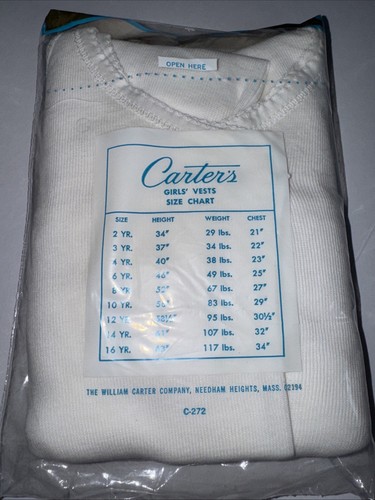 OPEN HERE
Carter's
GIRLS' VESTS
SIZE CHART
SIZE HEIGHT WEIGHT CHEST
2 YR. 34" 29 lbs. 21"
3 YR. 37" 34 lbs. 22"
4 YR. 40" 38 lbs. 23"
6 YR. 46" 49 lbs. 25"
8 YR. 67 lbs. 27"
10 YR. 83 lbs. 29"
12 YR. 95 lbs. 30½"
14 YR. 107 lbs. 32"
16 YR. 117 lbs. 34"
THE WILLIAM CARTER COMPANY, NEEDHAM HEIGHTS, MASS. 02194
C-272